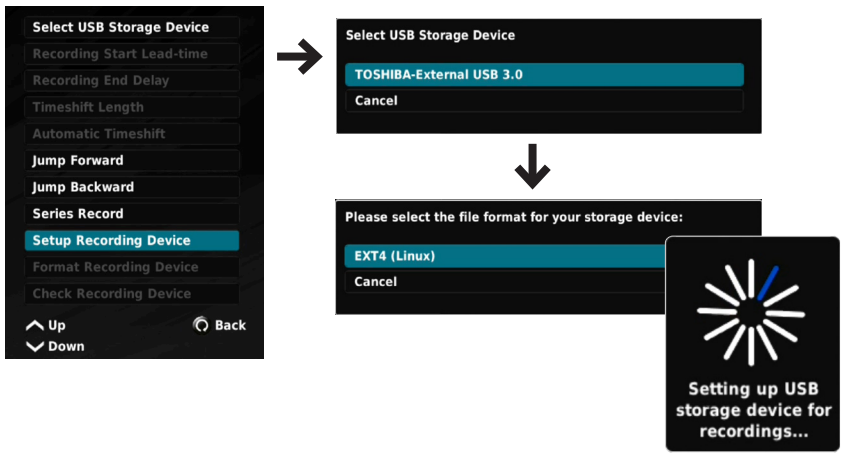 Select USB Storage Device
Recording Start Lead-time
Recording End Delay
Timeshift Length
Automatic Timeshift
Jump Forward
Jump Backward
Series Record
Setup Recording Device
Format Recording Device
Check Recording Device
Up
Back
Down
Select USB Storage Device
TOSHIBA-External USB 3.0
Cancel
Please select the file format for your storage device:
EXT4 (Linux)
Cancel
Setting up USB
storage device for
recordings...